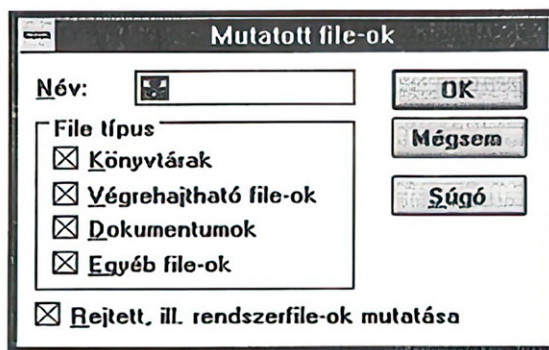 Mutatott file-ok
Név:
OK
File típus
Mégsem
Könyvtárak
Végrehajtható file-ok
Súgó
Dokumentumok
Egyéb file-ok
Rejtett, ill. rendszerfile-ok mutatása